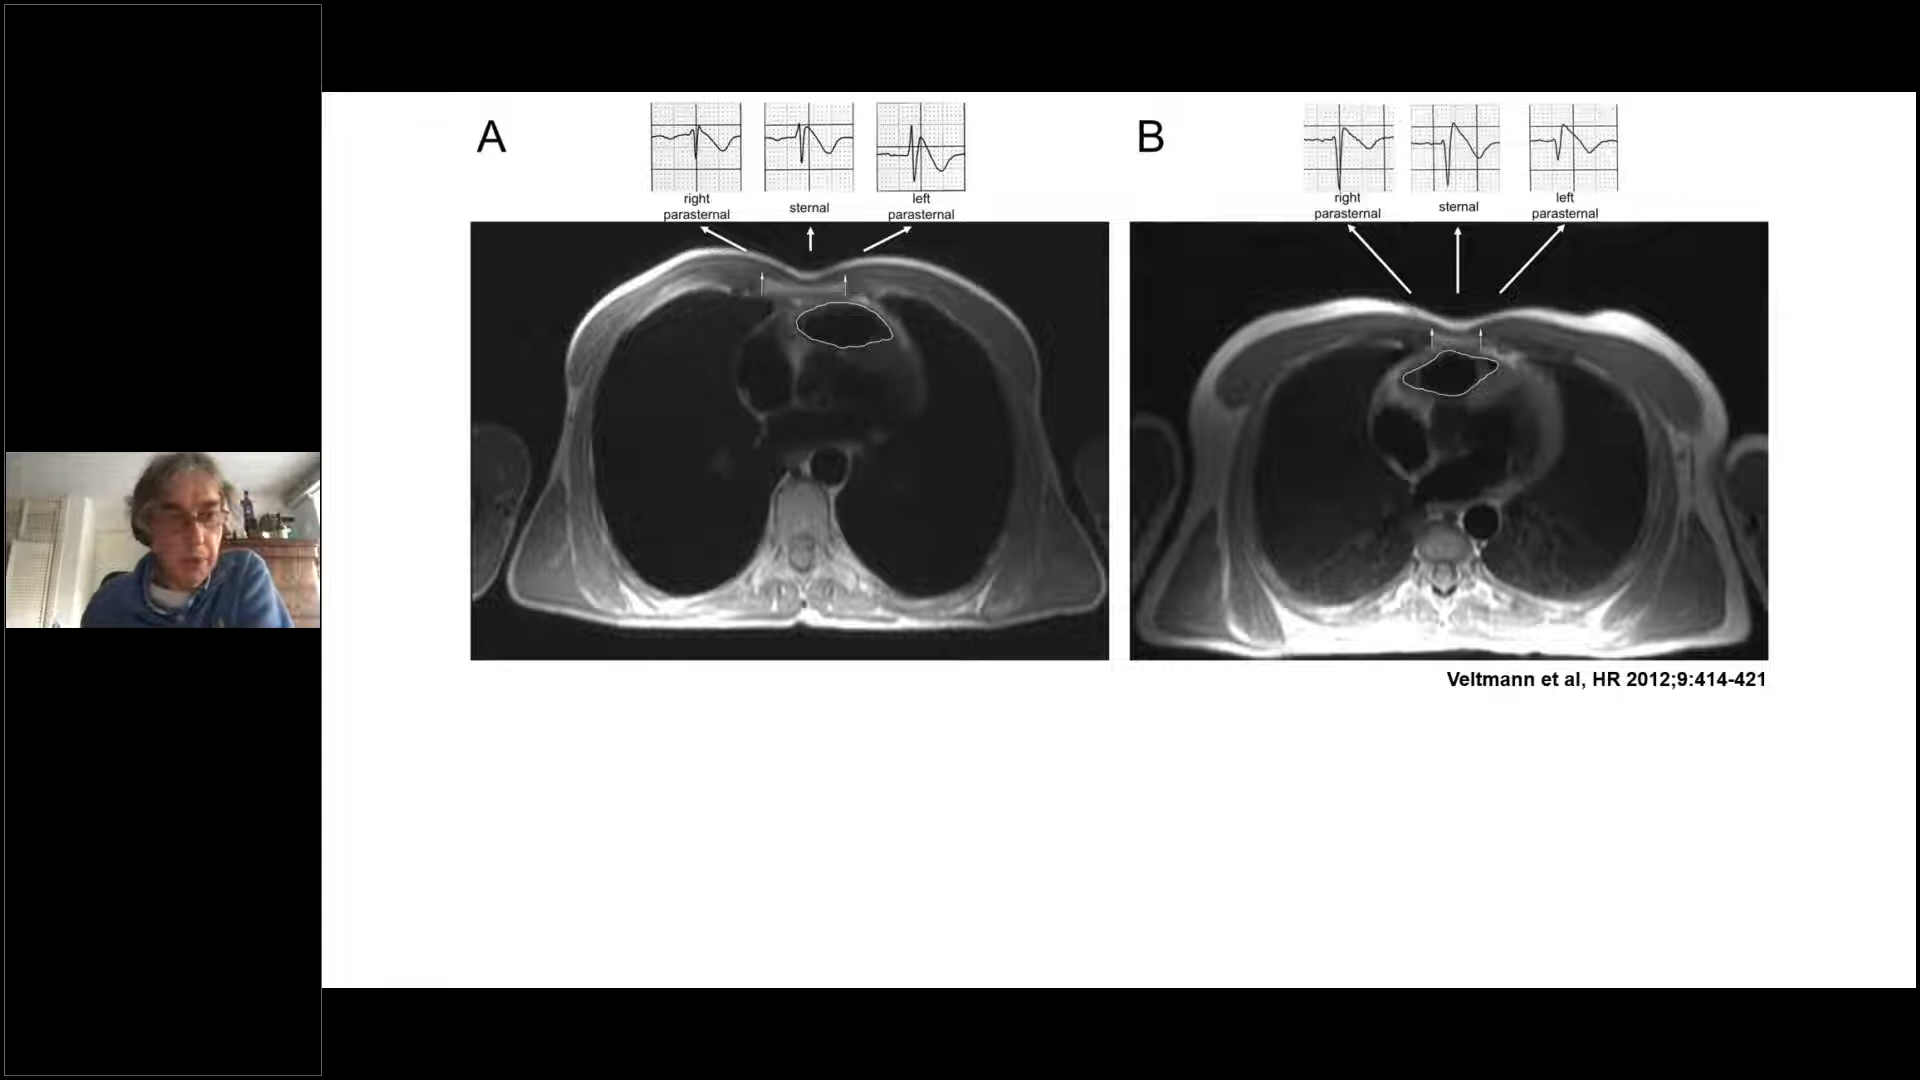 A
right
parasternal
sternal
left
parasternal
B
right
parasternal
sternal
left
parasternal
Veltmann et al, HR 2012;9:414-421